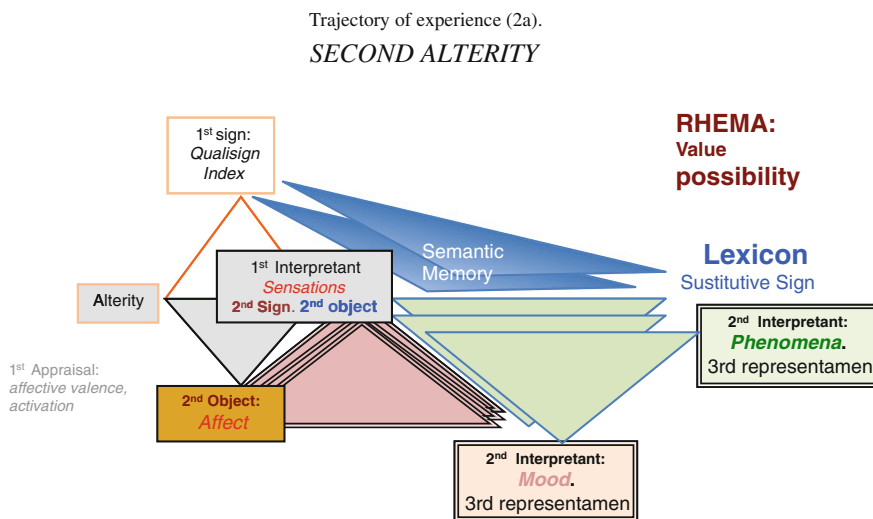 Trajectory of experience (2a).
SECOND ALTERITY
1st sign:
Qualisign
Index
RHEMA:
Value
possibility
Semantic
Memory
Lexicon
Sustitutive Sign
Alterity
1st Interpretant
Sensations
2nd Sign. 2nd object
2nd Interpretant:
Phenomena.
3rd representamen
1st Appraisal:
affective valence,
activation
2nd Object:
Affect
2nd Interpretant:
Mood.
3rd representamen